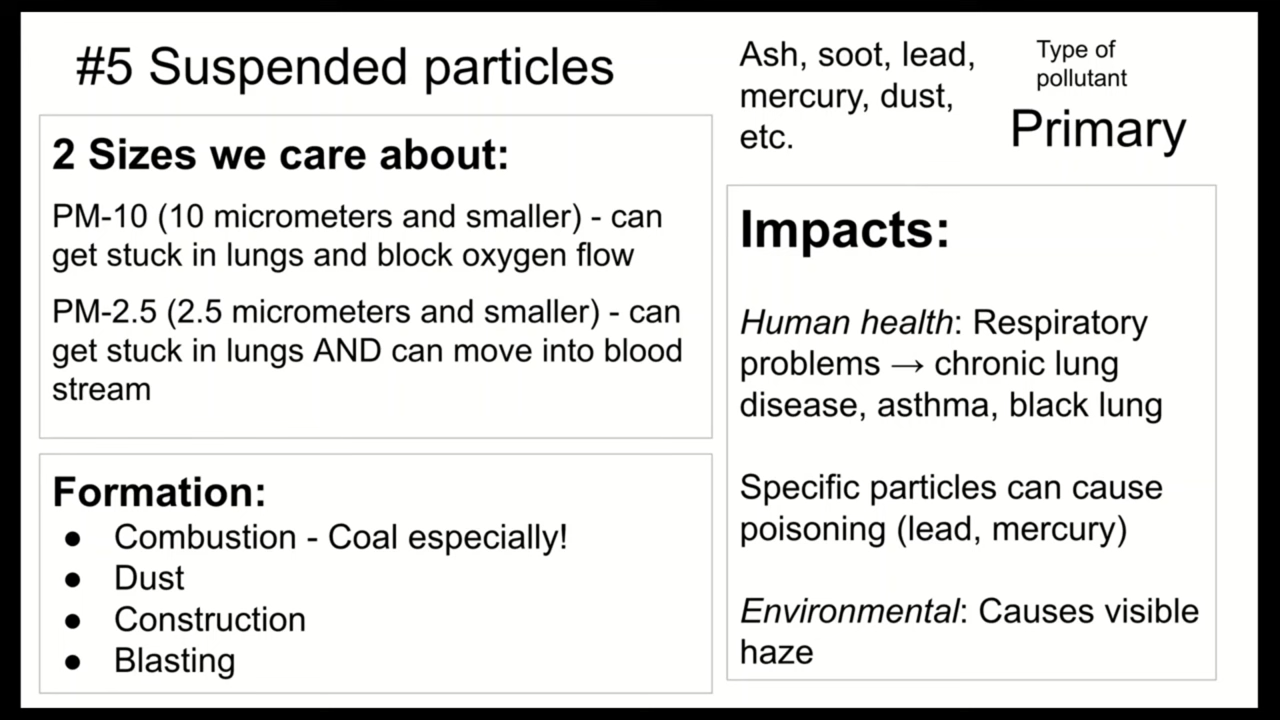 #5 Suspended particles
Ash, soot, lead,
mercury, dust,
etc.
Type of
pollutant
Primary
2 Sizes we care about:
PM-10 (10 micrometers and smaller) - can
get stuck in lungs and block oxygen flow
PM-2.5 (2.5 micrometers and smaller) - can
get stuck in lungs AND can move into blood
stream
Formation:
● Combustion - Coal especially!
● Dust
● Construction
● Blasting
Impacts:
Human health: Respiratory
problems → chronic lung
disease, asthma, black lung
Specific particles can cause
poisoning (lead, mercury)
Environmental: Causes visible
haze